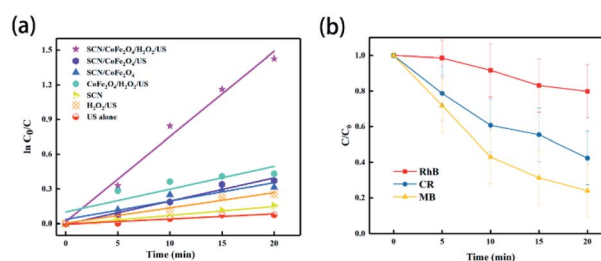 (a)
ln C₀/C
1.5
1.2
0.9
0.6
0.3
0.0
SCN/CoFe₂O₄/H₂O₂/US
SCN/CoFe₂O₄/US
SCN/CoFe₂O₄
CoFe₂O₄/H₂O₂/US
SCN
H₂O₂/US
US alone
0 5 10 15 20
Time (min)
(b)
C/C₀
1.0
0.8
0.6
0.4
0.2
0.0
RhB
CR
MB
0 5 10 15 20
Time (min)